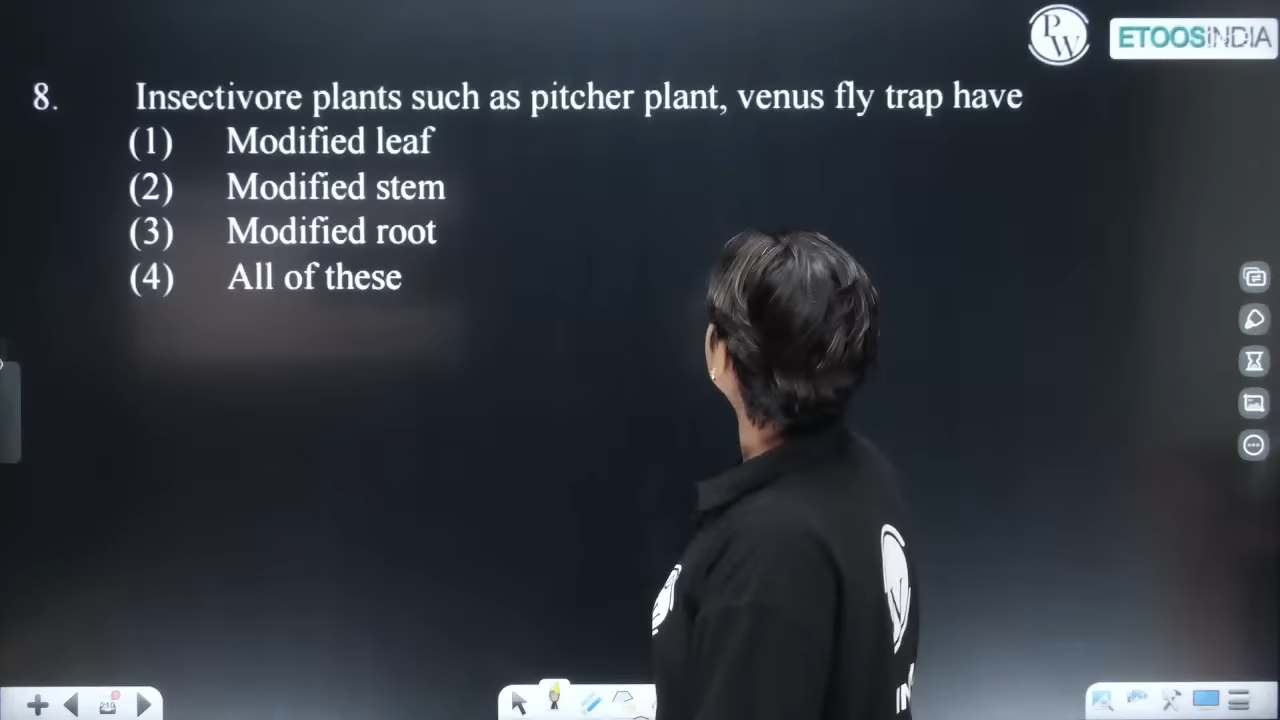 PW
ETOOSINDIA
8. Insectivore plants such as pitcher plant, venus fly trap have
(1) Modified leaf
(2) Modified stem
(3) Modified root
(4) All of these